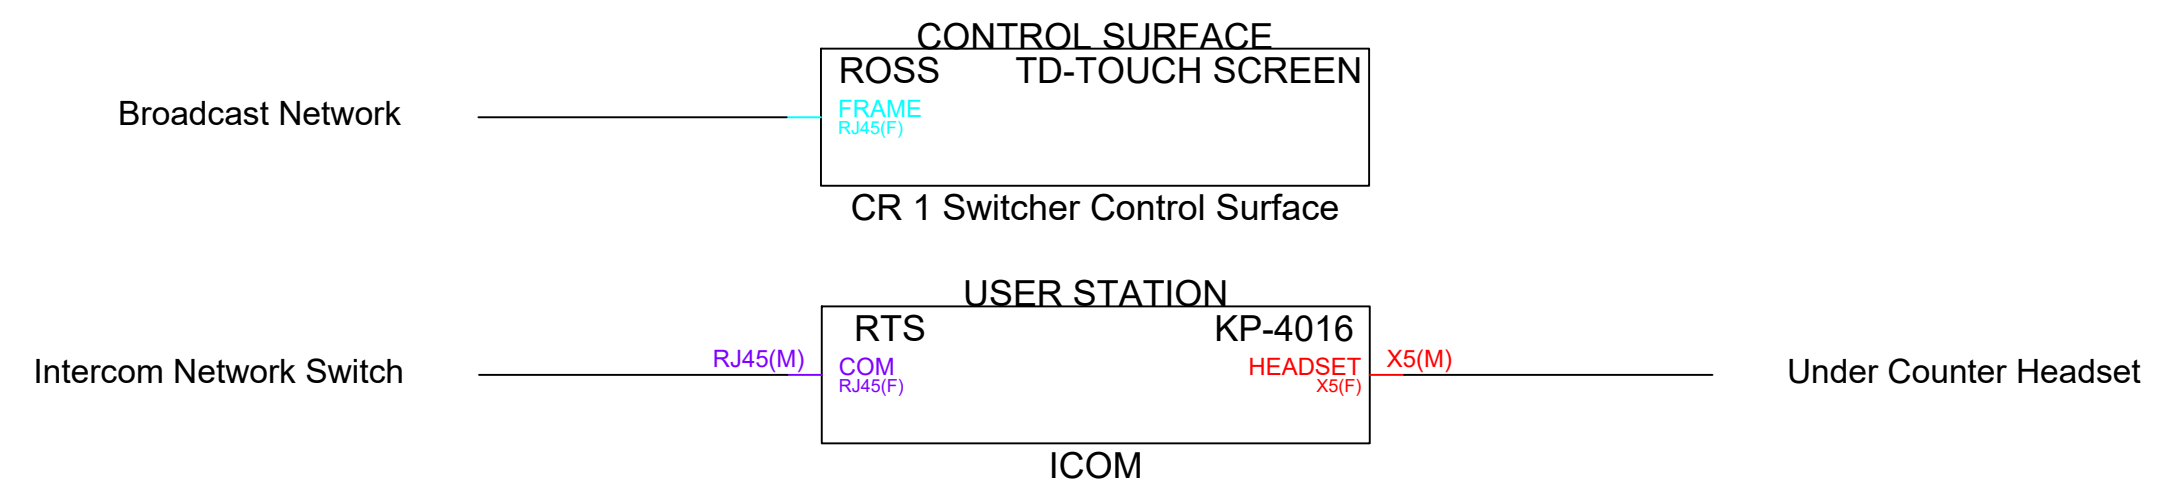 CONTROL SURFACE
ROSS TD-TOUCH SCREEN
Broadcast Network
FRAME
RJ45(F)
CR 1 Switcher Control Surface
USER STATION
RTS KP-4016
Intercom Network Switch
RJ45(M)
COM
RJ45(F)
HEADSET
X5(F)
X5(M)
Under Counter Headset
ICOM